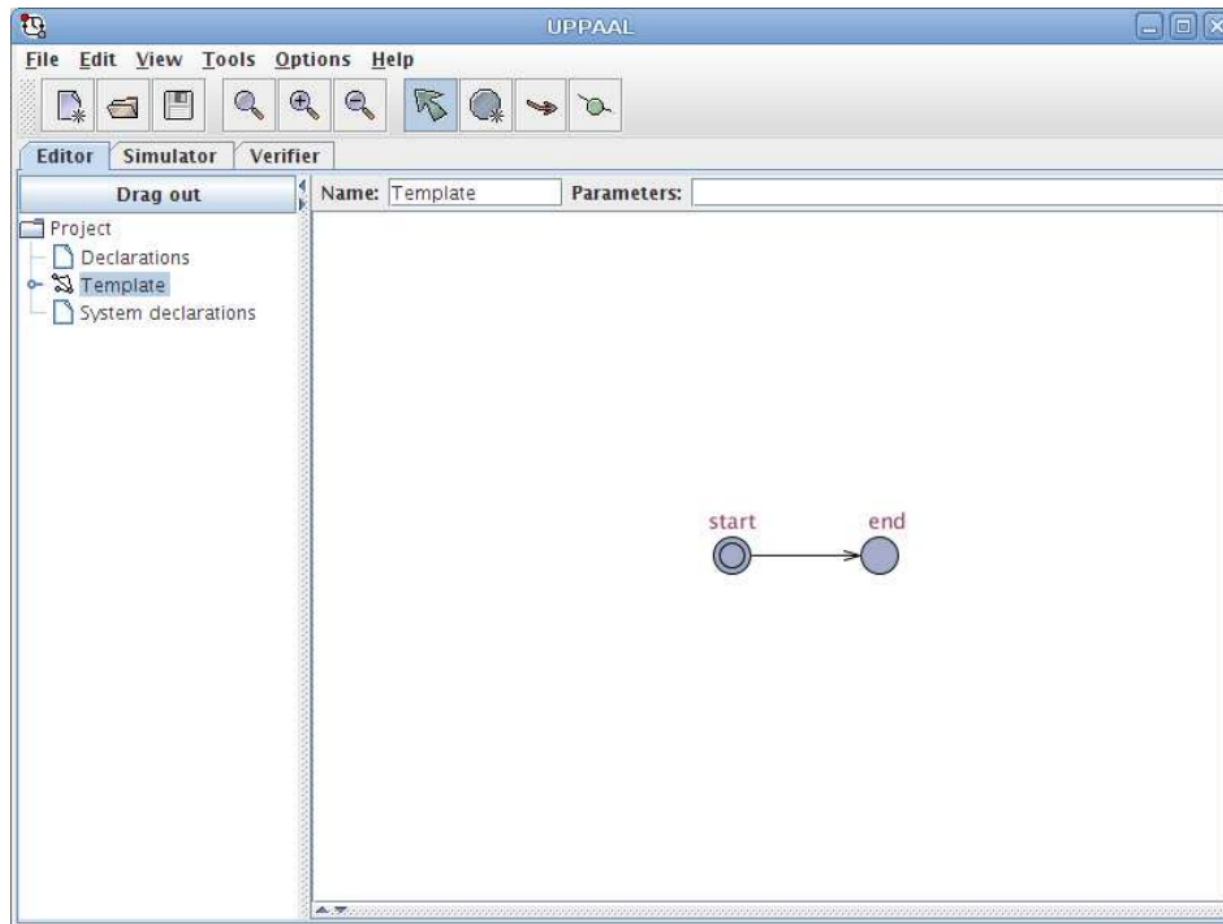 UPPAAL
File Edit View Tools Options Help
Editor Simulator Verifier
Drag out
Name: Template Parameters:
Project
Declarations
Template
System declarations
start end